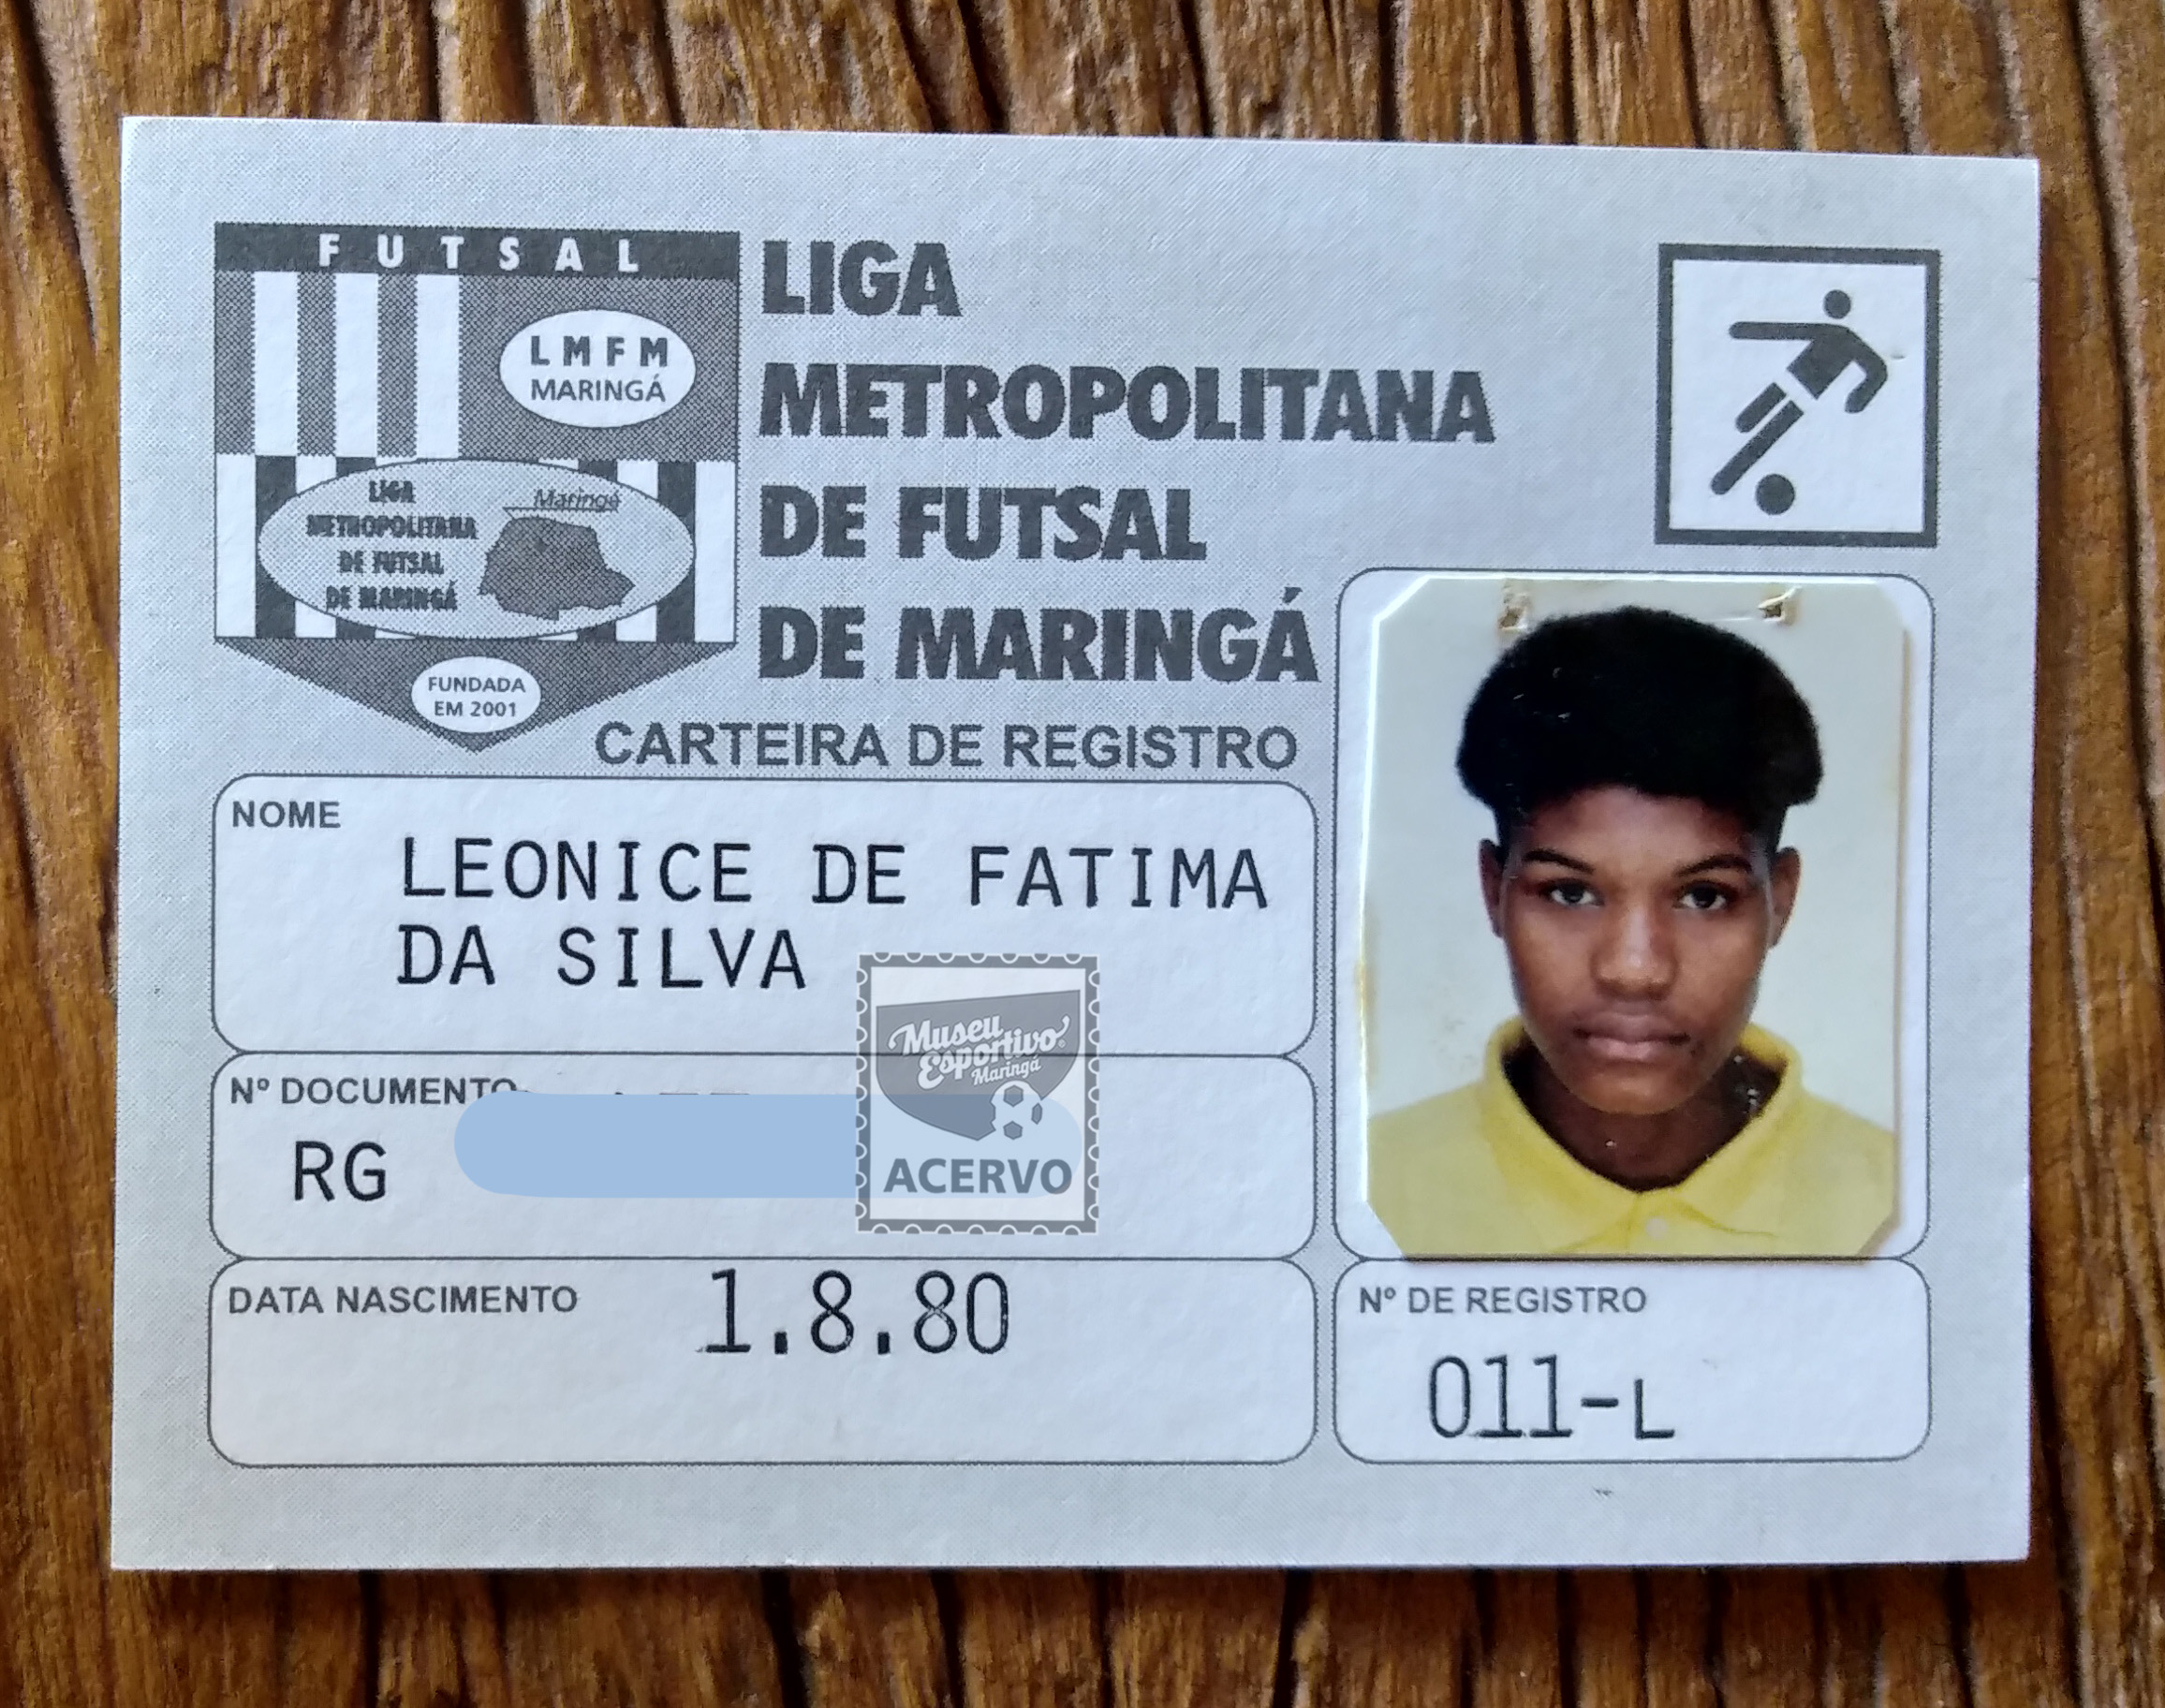 FUTSAL
LMFM
MARINGÁ
LIGA
METROPOLITANA
DE FUTSAL
DE MARINGÁ
Maringá
FUNDADA
EM 2001
LIGA
METROPOLITANA
DE FUTSAL
DE MARINGÁ
CARTEIRA DE REGISTRO
NOME
LEONICE DE FATIMA
DA SILVA
Nº DOCUMENTO
RG
Museu
Esportivo
Maringá
ACERVO
DATA NASCIMENTO
1.8.80
Nº DE REGISTRO
011-L